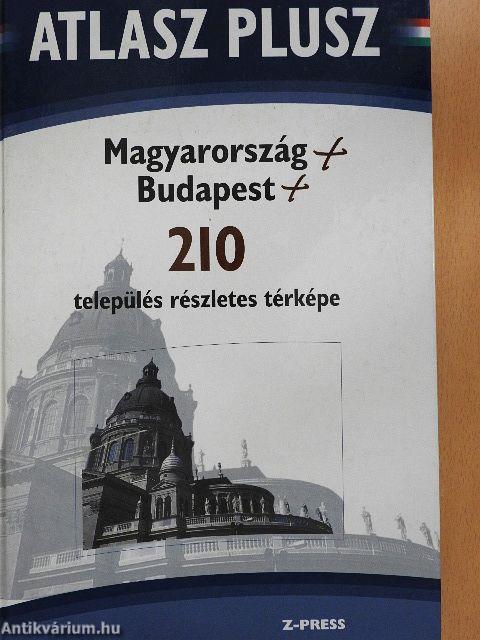 ATLASZ PLUSZ
Magyarország +
Budapest +
210
település részletes térképe
Z-PRESS
Antikvárium.hu